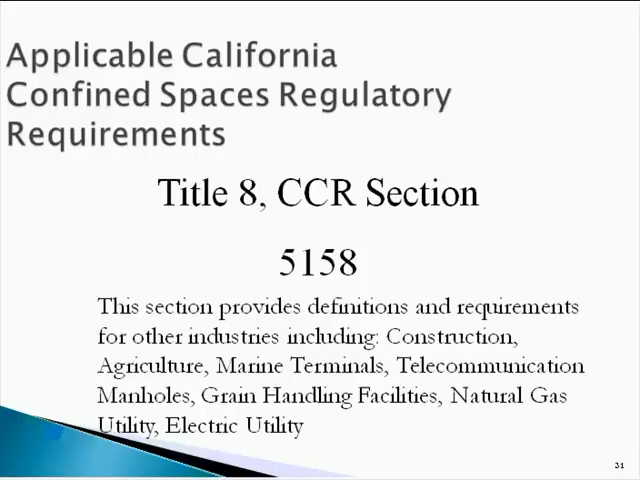 Applicable California
Confined Spaces Regulatory
Requirements
Title 8, CCR Section
5158
This section provides definitions and requirements
for other industries including: Construction,
Agriculture, Marine Terminals, Telecommunication
Manholes, Grain Handling Facilities, Natural Gas
Utility, Electric Utility
31